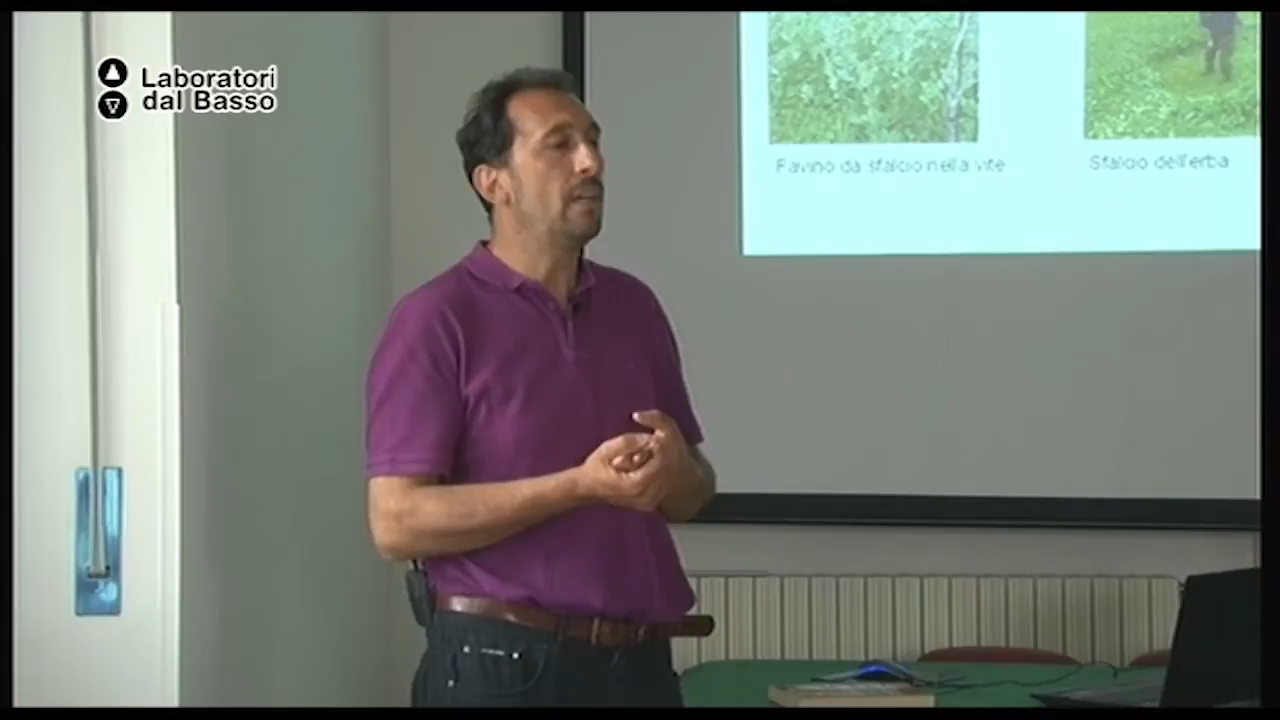 Laboratori
dal Basso
Favino da sfalcio nella vite
Sfalcio dell'erba